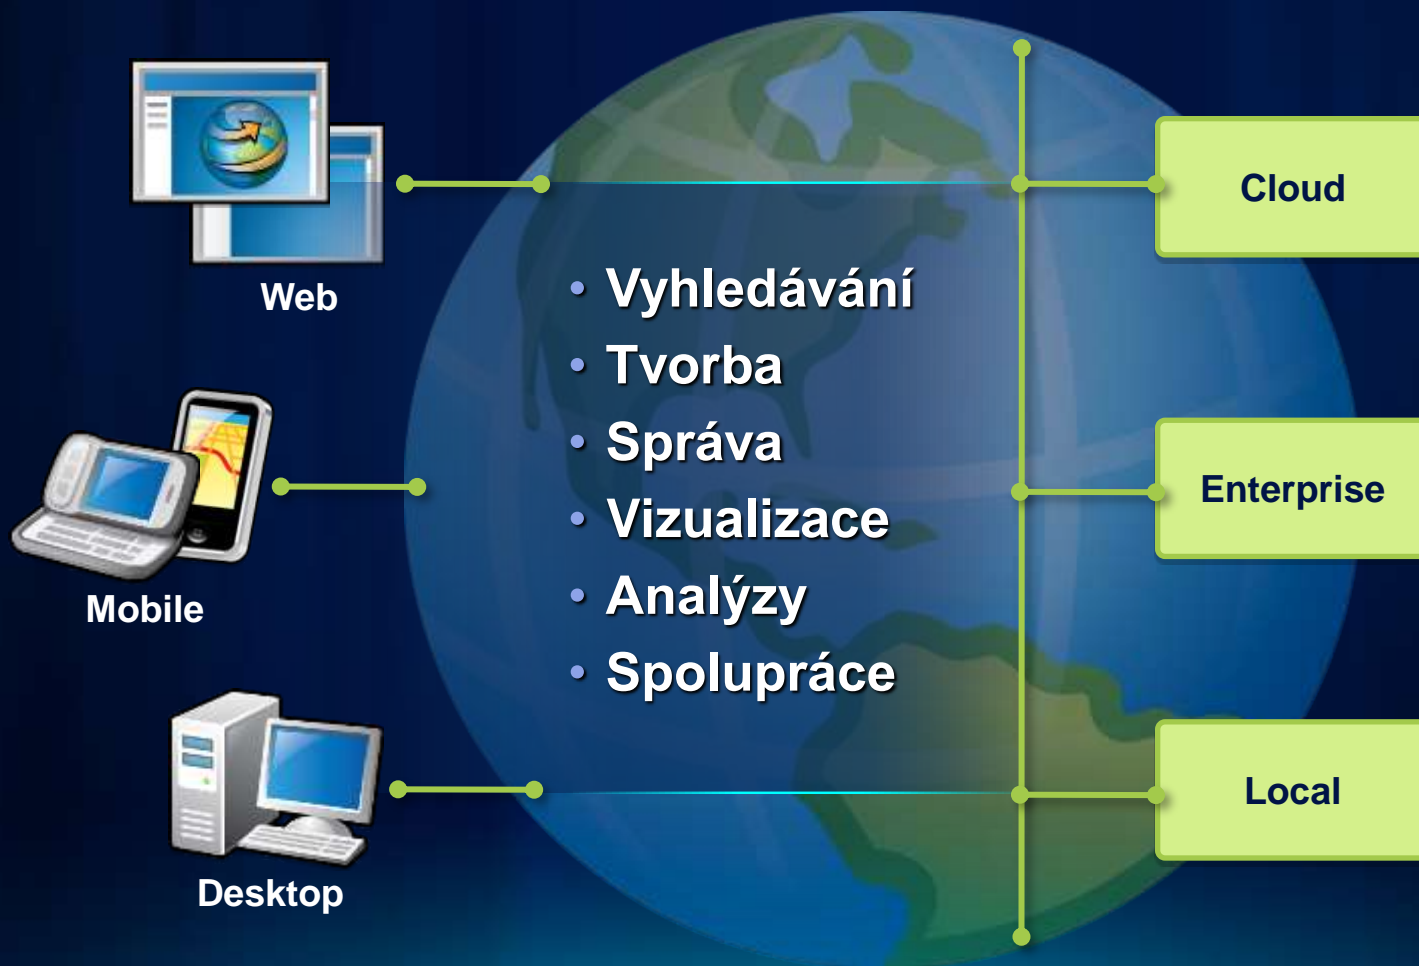 Web
Mobile
Desktop
• Vyhledávání
• Tvorba
• Správa
• Vizualizace
• Analýzy
• Spolupráce
Cloud
Enterprise
Local